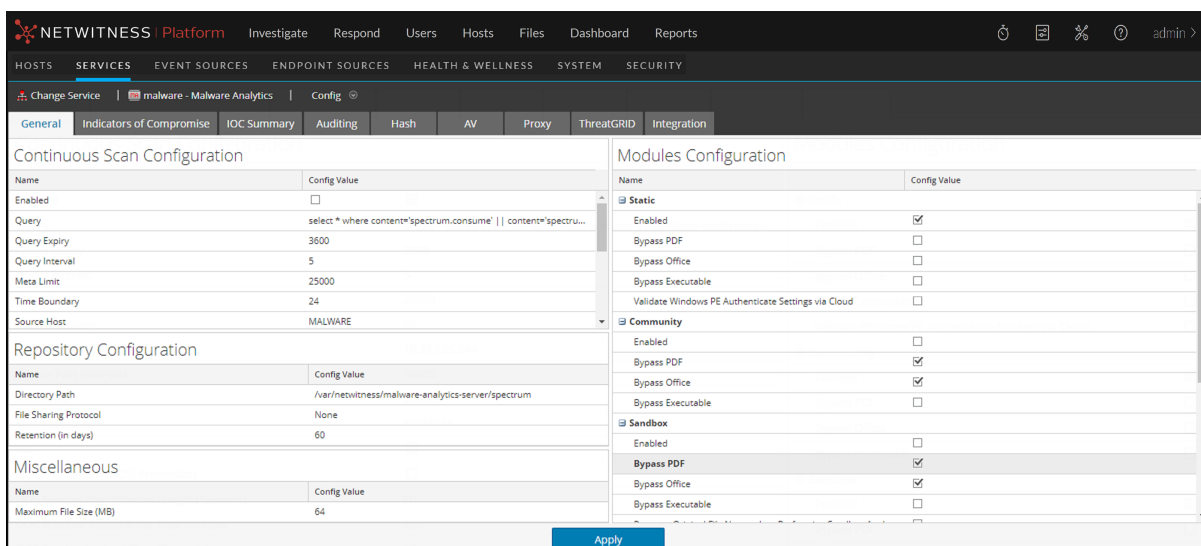 NETWITNESS | Platform Investigate Respond Users Hosts Files Dashboard Reports admin >
HOSTS SERVICES EVENT SOURCES ENDPOINT SOURCES HEALTH & WELLNESS SYSTEM SECURITY
Change Service | malware - Malware Analytics | Config
General Indicators of Compromise IOC Summary Auditing Hash AV Proxy ThreatGRID Integration
Continuous Scan Configuration
Name Config Value
Enabled
Query select * where content='spectrum.consume' || content='spectru...
Query Expiry 3600
Query Interval 5
Meta Limit 25000
Time Boundary 24
Source Host MALWARE
Repository Configuration
Name Config Value
Directory Path /var/netwitness/malware-analytics-server/spectrum
File Sharing Protocol None
Retention (in days) 60
Miscellaneous
Name Config Value
Maximum File Size (MB) 64
Modules Configuration
Name Config Value
Static
Enabled
Bypass PDF
Bypass Office
Bypass Executable
Validate Windows PE Authenticate Settings via Cloud
Community
Enabled
Bypass PDF
Bypass Office
Bypass Executable
Sandbox
Enabled
Bypass PDF
Bypass Office
Bypass Executable
Apply